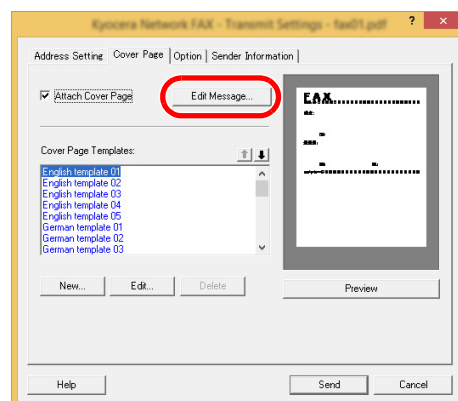 Kyocera Network FAX - Transmit Settings - fax01.pdf ? ×
Address Setting Cover Page Option Sender Information
Attach Cover Page Edit Message...
Cover Page Templates:
English template 01
English template 02
English template 03
English template 04
English template 05
German template 01
German template 02
German template 03
New... Edit... Delete
FAX
Preview
Help Send Cancel